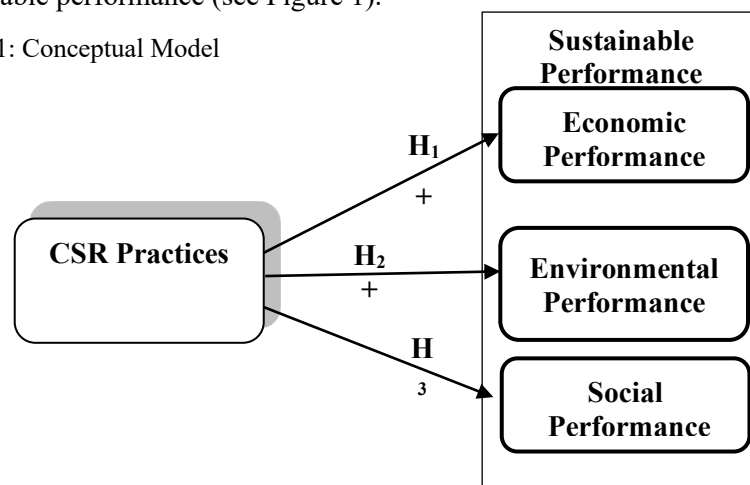 able performance (see Figure 1).
1: Conceptual Model
Sustainable
Performance
Economic
Performance
H₁
+
CSR Practices
H₂
+
Environmental
Performance
H
3
Social
Performance